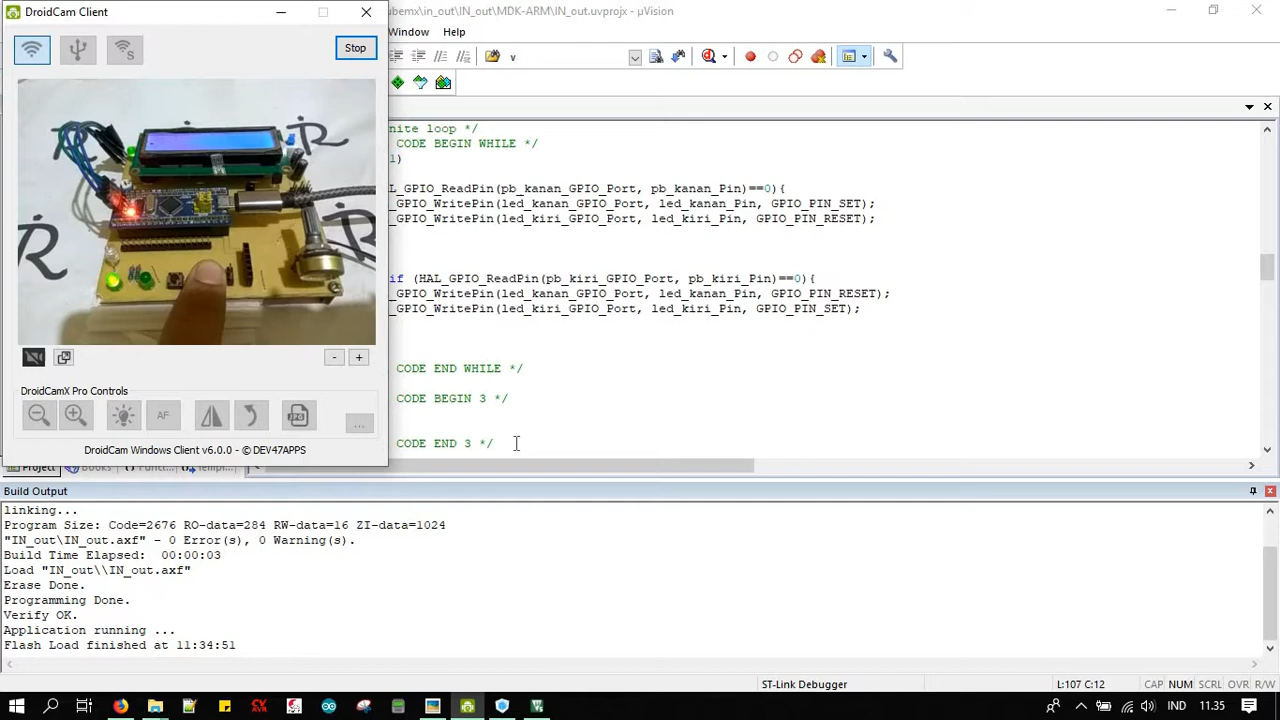 DroidCam Client
ubemx\in_out\IN_out\MDK-ARM\IN_out.uvprojx - µVision
Window Help
Stop
S
v
nite loop */
CODE BEGIN WHILE */
1)
L_GPIO_ReadPin(pb_kanan_GPIO_Port, pb_kanan_Pin)==0){
_GPIO_WritePin(led_kanan_GPIO_Port, led_kanan_Pin, GPIO_PIN_SET);
_GPIO_WritePin(led_kiri_GPIO_Port, led_kiri_Pin, GPIO_PIN_RESET);
if (HAL_GPIO_ReadPin(pb_kiri_GPIO_Port, pb_kiri_Pin)==0){
_GPIO_WritePin(led_kanan_GPIO_Port, led_kanan_Pin, GPIO_PIN_RESET);
_GPIO_WritePin(led_kiri_GPIO_Port, led_kiri_Pin, GPIO_PIN_SET);
CODE END WHILE */
CODE BEGIN 3 */
CODE END 3 */
- +
DroidCamX Pro Controls
AF
JPG
...
DroidCam Windows Client v6.0.0 - © DEV47APPS
Project Books Funct... Templ...
Build Output
linking...
Program Size: Code=2676 RO-data=284 RW-data=16 ZI-data=1024
"IN_out\IN_out.axf" - 0 Error(s), 0 Warning(s).
Build Time Elapsed: 00:00:03
Load "IN_out\\IN_out.axf"
Erase Done.
Programming Done.
Verify OK.
Application running ...
Flash Load finished at 11:34:51
ST-Link Debugger
L:107 C:12
CAP NUM SCRL OVR R/W
IND 11.35